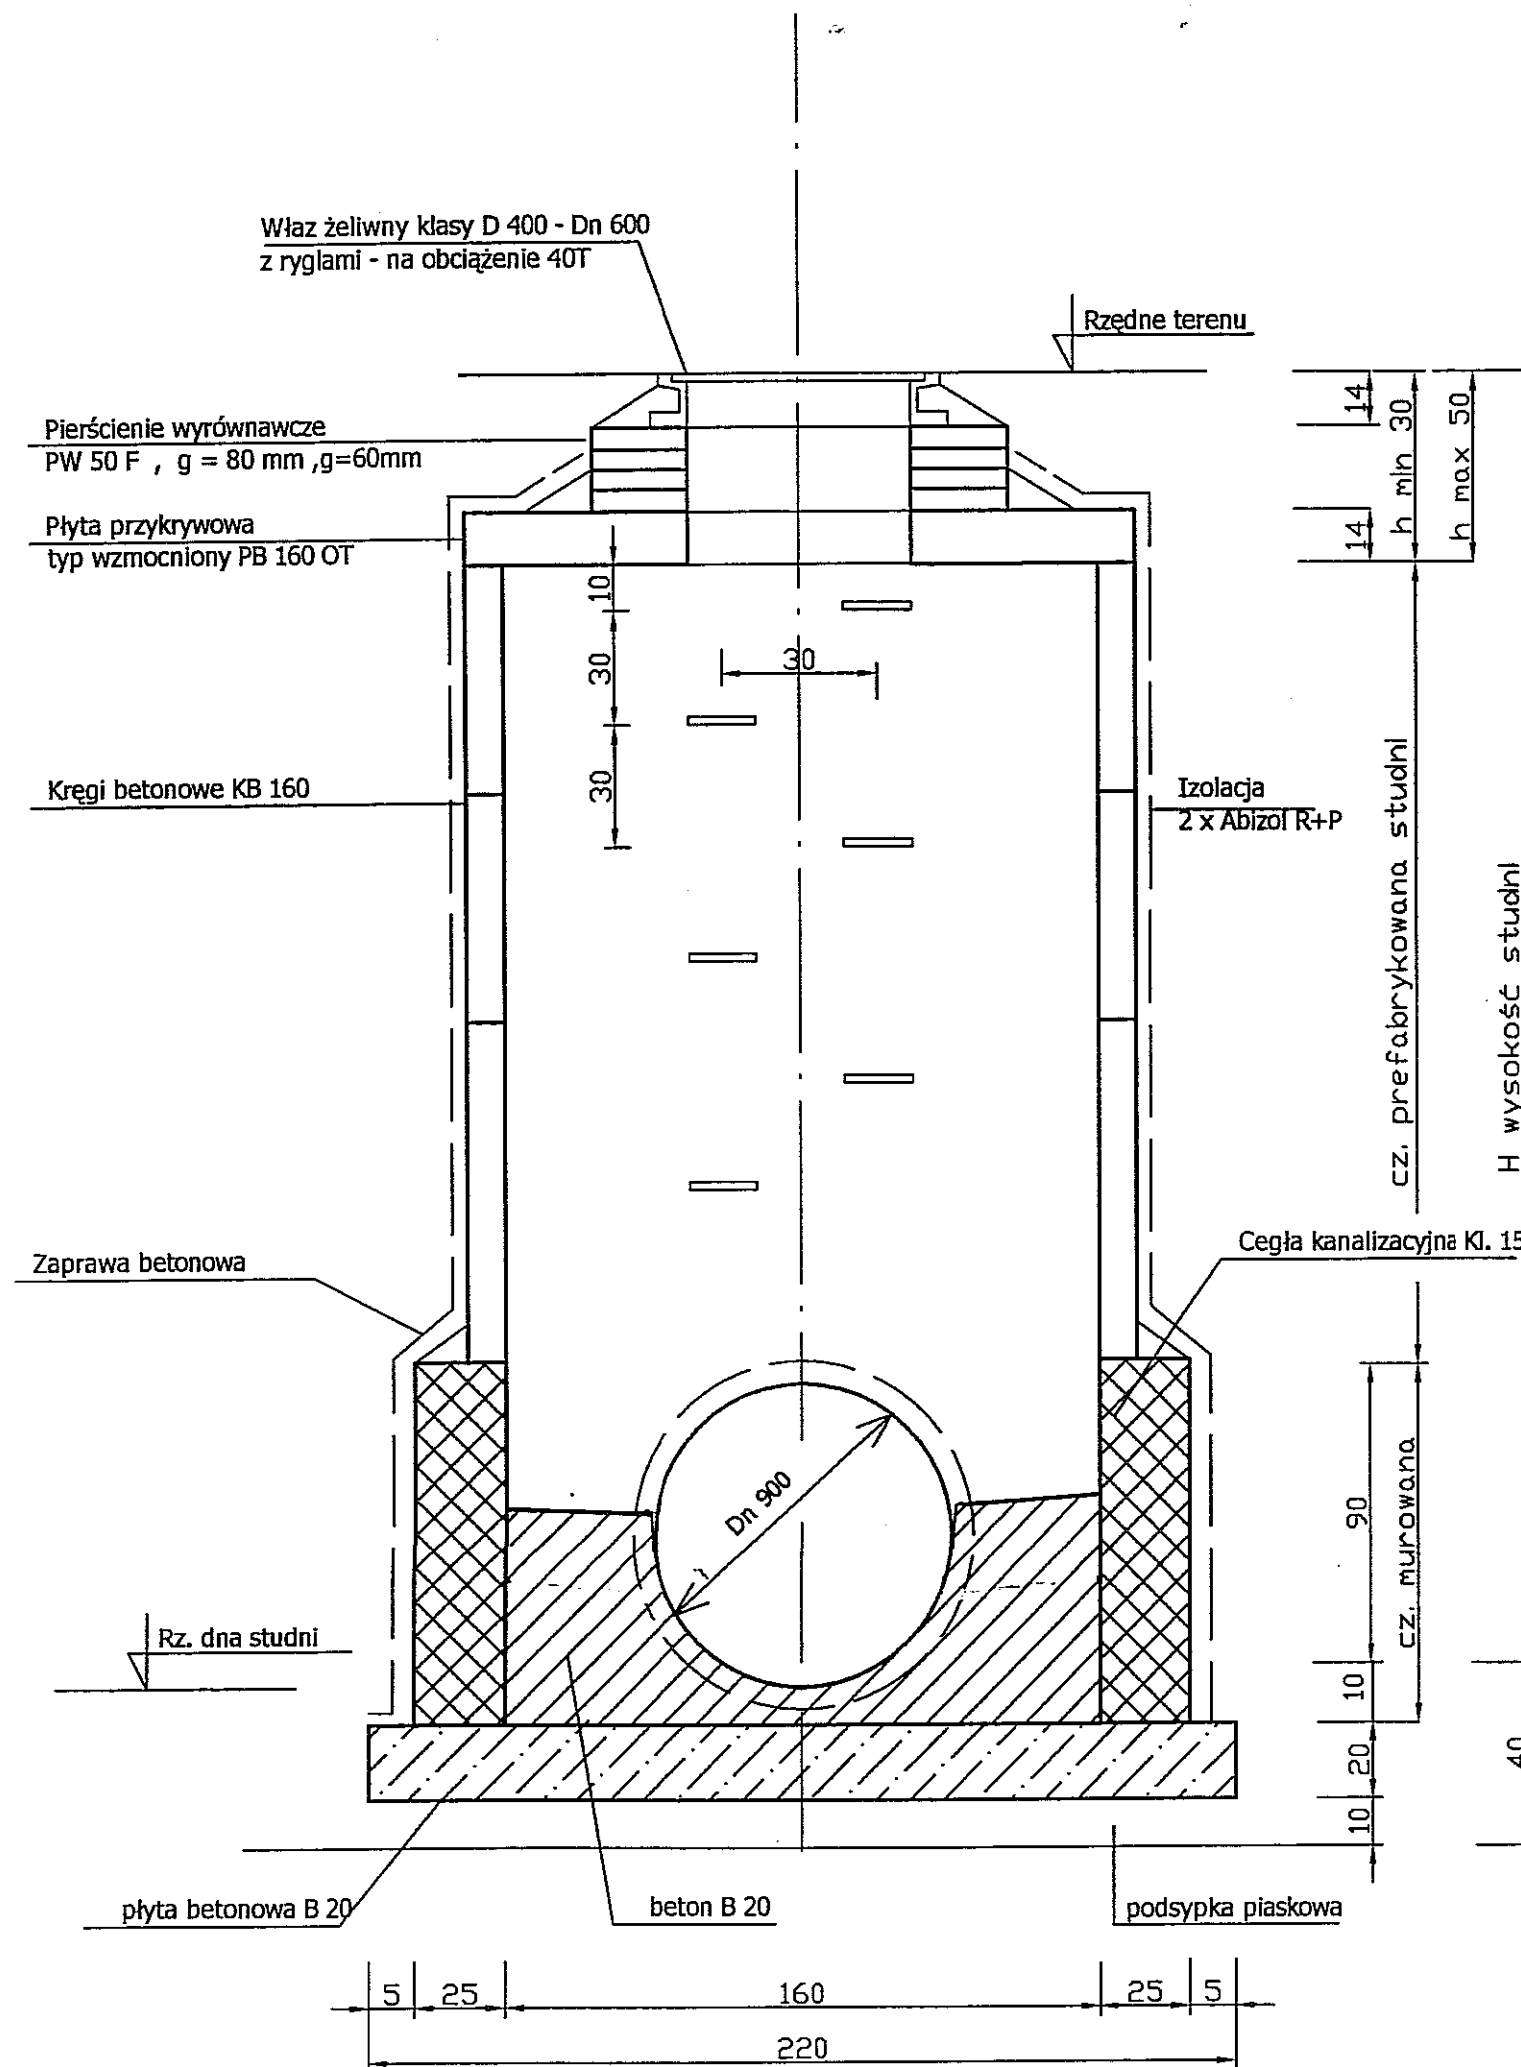 Właz żeliwny klasy D 400 - Dn 600
z ryglami - na obciążenie 40T
Rzędne terenu
Pierścienie wyrównawcze
PW 50 F , g = 80 mm ,g=60mm
Płyta przykrywowa
typ wzmocniony PB 160 OT
14
h min 30
h max 50
14
10
30
30
30
Kręgi betonowe KB 160
Izolacja
2 x Abizol R+P
cz. prefabrykowana studni
H wysokość studni
Zaprawa betonowa
Cegła kanalizacyjna Kl. 15
Dn 900
90
cz. murowana
Rz. dna studni
10
20
40
10
płyta betonowa B 20
beton B 20
podsypka piaskowa
5 25 160 25 5
220